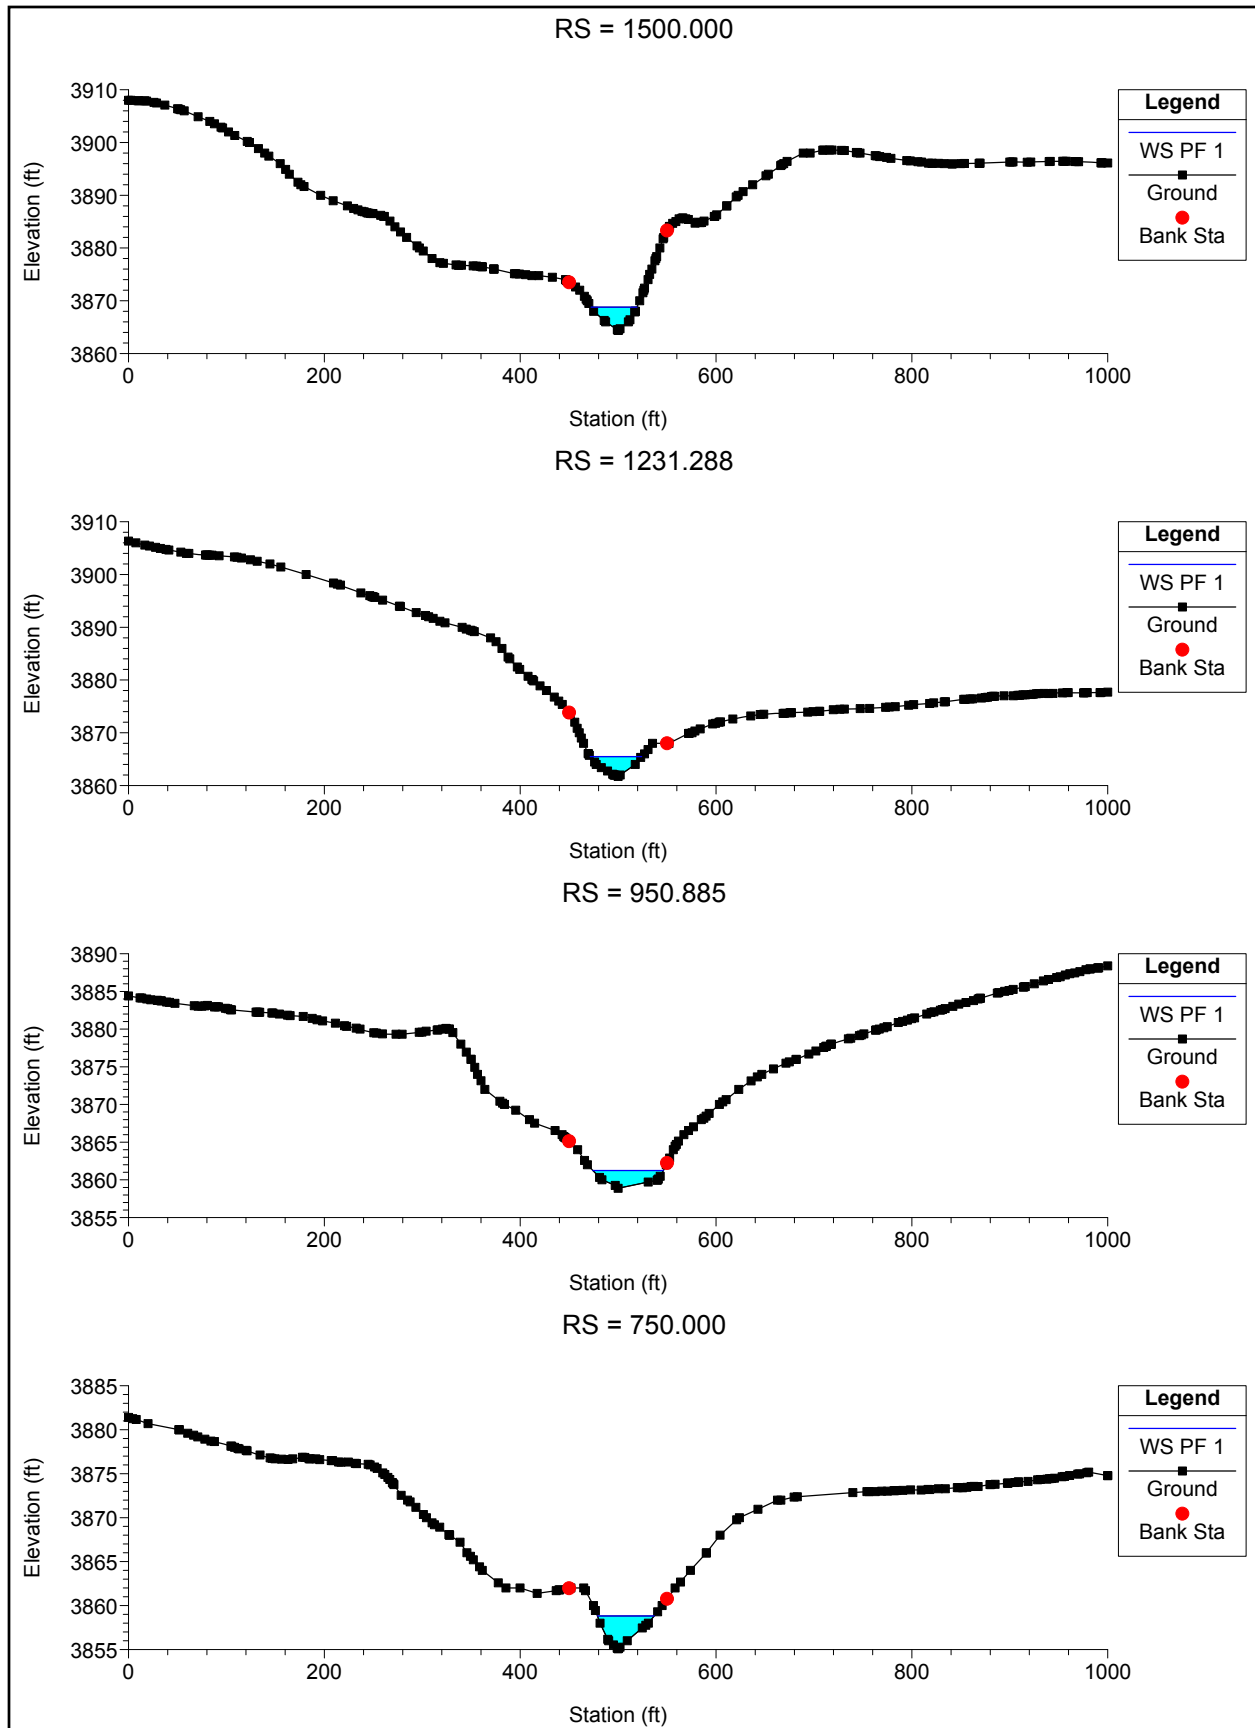 RS = 1500.000
3910
3900
3890
3880
3870
3860
Elevation (ft)
0 200 400 600 800 1000
Station (ft)
Legend
WS PF 1
Ground
Bank Sta
RS = 1231.288
3910
3900
3890
3880
3870
3860
Elevation (ft)
0 200 400 600 800 1000
Station (ft)
Legend
WS PF 1
Ground
Bank Sta
RS = 950.885
3890
3885
3880
3875
3870
3865
3860
3855
Elevation (ft)
0 200 400 600 800 1000
Station (ft)
Legend
WS PF 1
Ground
Bank Sta
RS = 750.000
3885
3880
3875
3870
3865
3860
3855
Elevation (ft)
0 200 400 600 800 1000
Station (ft)
Legend
WS PF 1
Ground
Bank Sta